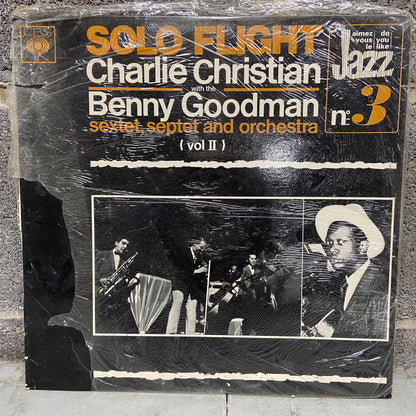 CBS
SOLO FLIGHT
Charlie Christian
with the
Benny Goodman
sextet, septet and orchestra
( vol II )
aimez do
vous you
le like
Jazz
nº 3